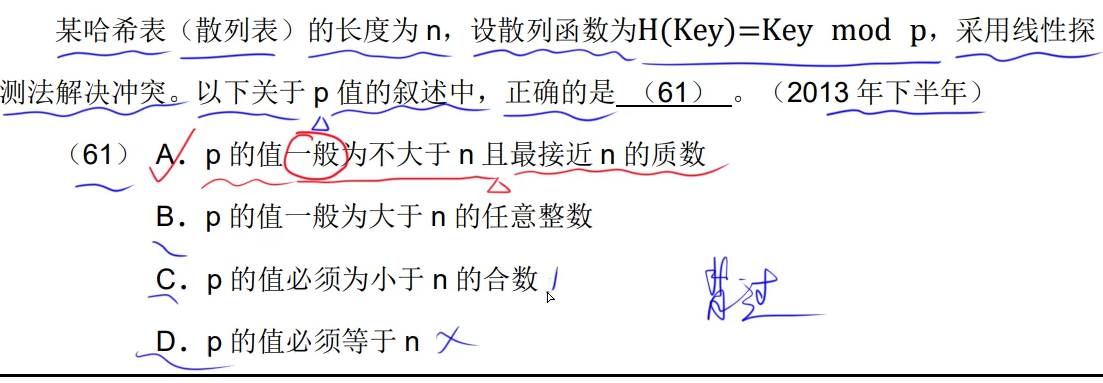 某哈希表（散列表）的长度为 n，设散列函数为H(Key)=Key mod p，采用线性探
测法解决冲突。以下关于 p 值的叙述中，正确的是 （61） 。（2013 年下半年）
（61） A．p 的值一般为不大于 n 且最接近 n 的质数
B．p 的值一般为大于 n 的任意整数
C．p 的值必须为小于 n 的合数
D．p 的值必须等于 n
背过